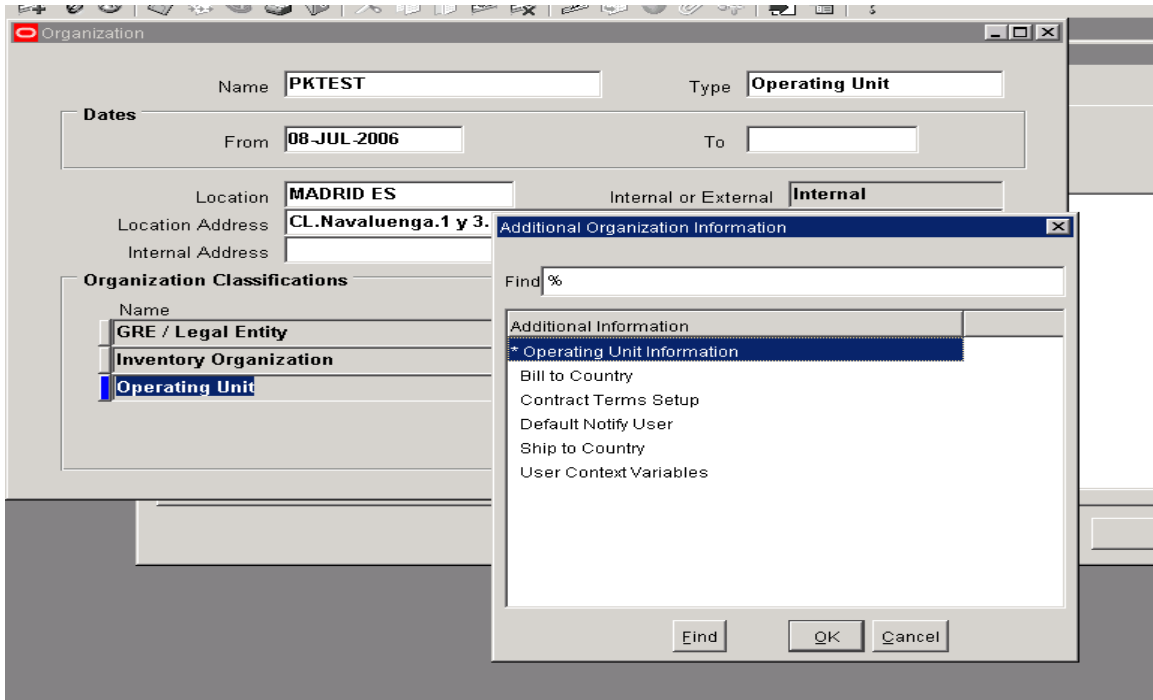 Organization
Name PKTEST Type Operating Unit
Dates
From 08-JUL-2006 To
Location MADRID ES Internal or External Internal
Location Address CL.Navaluenga.1 y 3.
Internal Address
Organization Classifications
Name
GRE / Legal Entity
Inventory Organization
Operating Unit
Additional Organization Information
Find %
Additional Information
* Operating Unit Information
Bill to Country
Contract Terms Setup
Default Notify User
Ship to Country
User Context Variables
Find OK Cancel